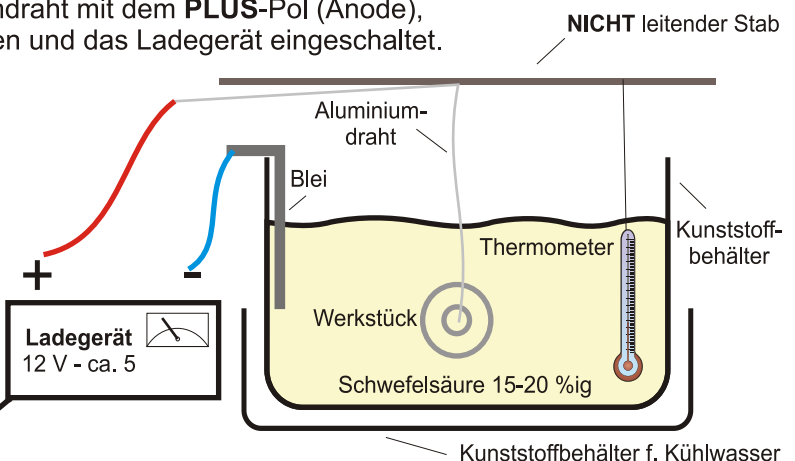 ndraht mit dem PLUS-Pol (Anode),
en und das Ladegerät eingeschaltet.
NICHT leitender Stab
Aluminium-
draht
Blei
Kunststoff-
behälter
Thermometer
+ -
Werkstück
Ladegerät
12 V - ca. 5
Schwefelsäure 15-20 %ig
Kunststoffbehälter f. Kühlwasser